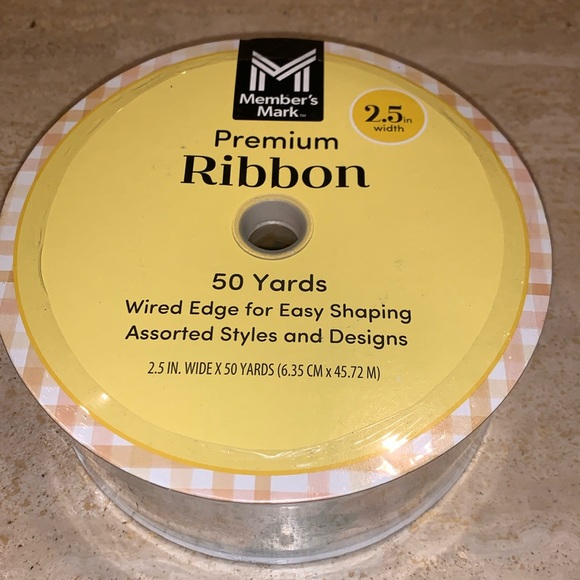 Member's
Mark™
2.5in
width
Premium
Ribbon
50 Yards
Wired Edge for Easy Shaping
Assorted Styles and Designs
2.5 IN. WIDE X 50 YARDS (6.35 CM x 45.72 M)